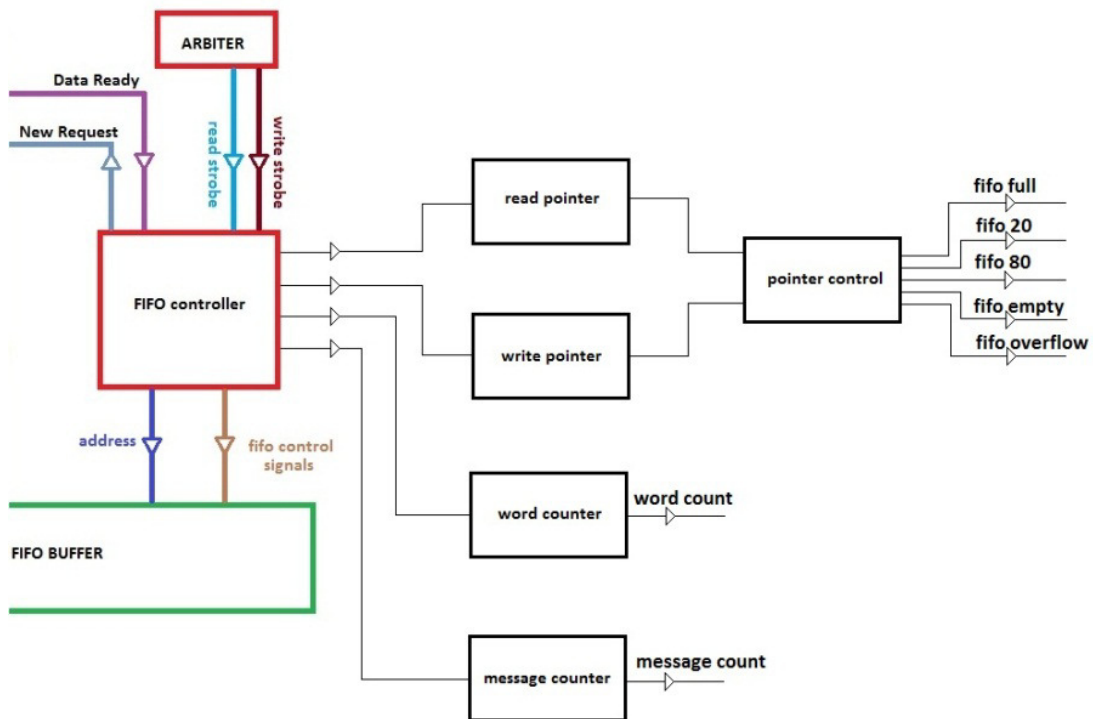 ARBITER
Data Ready
New Request
read strobe
write strobe
FIFO controller
read pointer
write pointer
pointer control
fifo full
fifo 20
fifo 80
fifo empty
fifo overflow
address
fifo control
signals
FIFO BUFFER
word counter
word count
message counter
message count